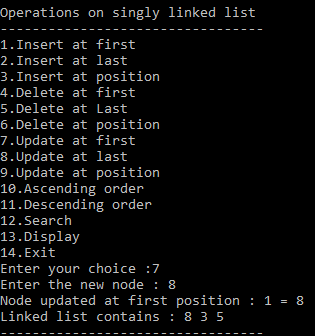 Operations on singly linked list
---------------------------------
1.Insert at first
2.Insert at last
3.Insert at position
4.Delete at first
5.Delete at Last
6.Delete at position
7.Update at first
8.Update at last
9.Update at position
10.Ascending order
11.Descending order
12.Search
13.Display
14.Exit
Enter your choice :7
Enter the new node : 8
Node updated at first position : 1 = 8
Linked list contains : 8 3 5
---------------------------------